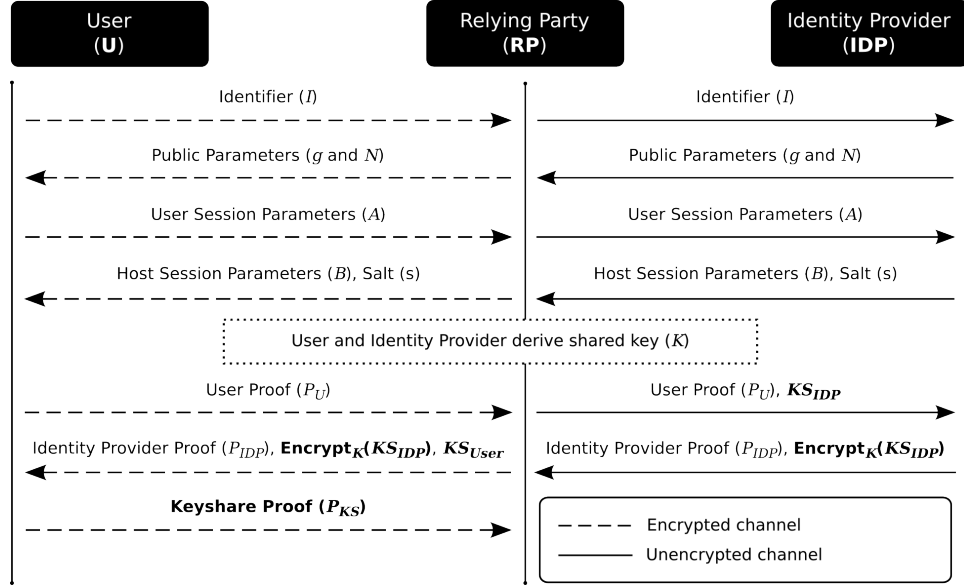 User
(U)
Relying Party
(RP)
Identity Provider
(IDP)
Identifier (I)
Identifier (I)
Public Parameters (g and N)
Public Parameters (g and N)
User Session Parameters (A)
User Session Parameters (A)
Host Session Parameters (B), Salt (s)
Host Session Parameters (B), Salt (s)
User and Identity Provider derive shared key (K)
User Proof (P_U)
User Proof (P_U), KS_IDP
Identity Provider Proof (P_IDP), Encrypt_K(KS_IDP), KS_User
Identity Provider Proof (P_IDP), Encrypt_K(KS_IDP)
Keyshare Proof (P_KS)
Encrypted channel
Unencrypted channel